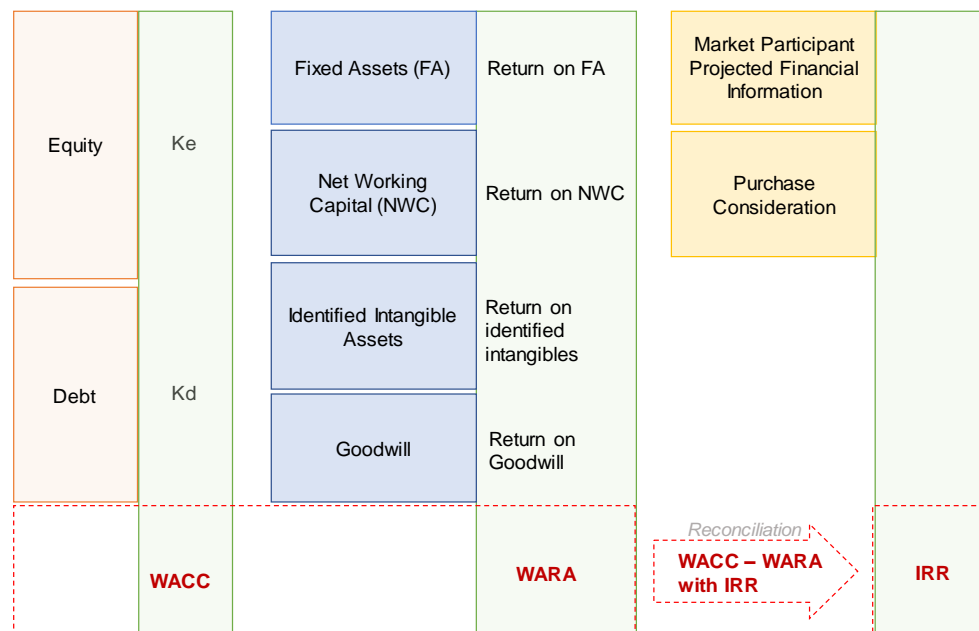 Equity
Ke
Debt
Kd
WACC
Fixed Assets (FA)
Return on FA
Net Working
Capital (NWC)
Return on NWC
Identified Intangible
Assets
Return on
identified
intangibles
Goodwill
Return on
Goodwill
WARA
Market Participant
Projected Financial
Information
Purchase
Consideration
Reconciliation
WACC – WARA
with IRR
IRR